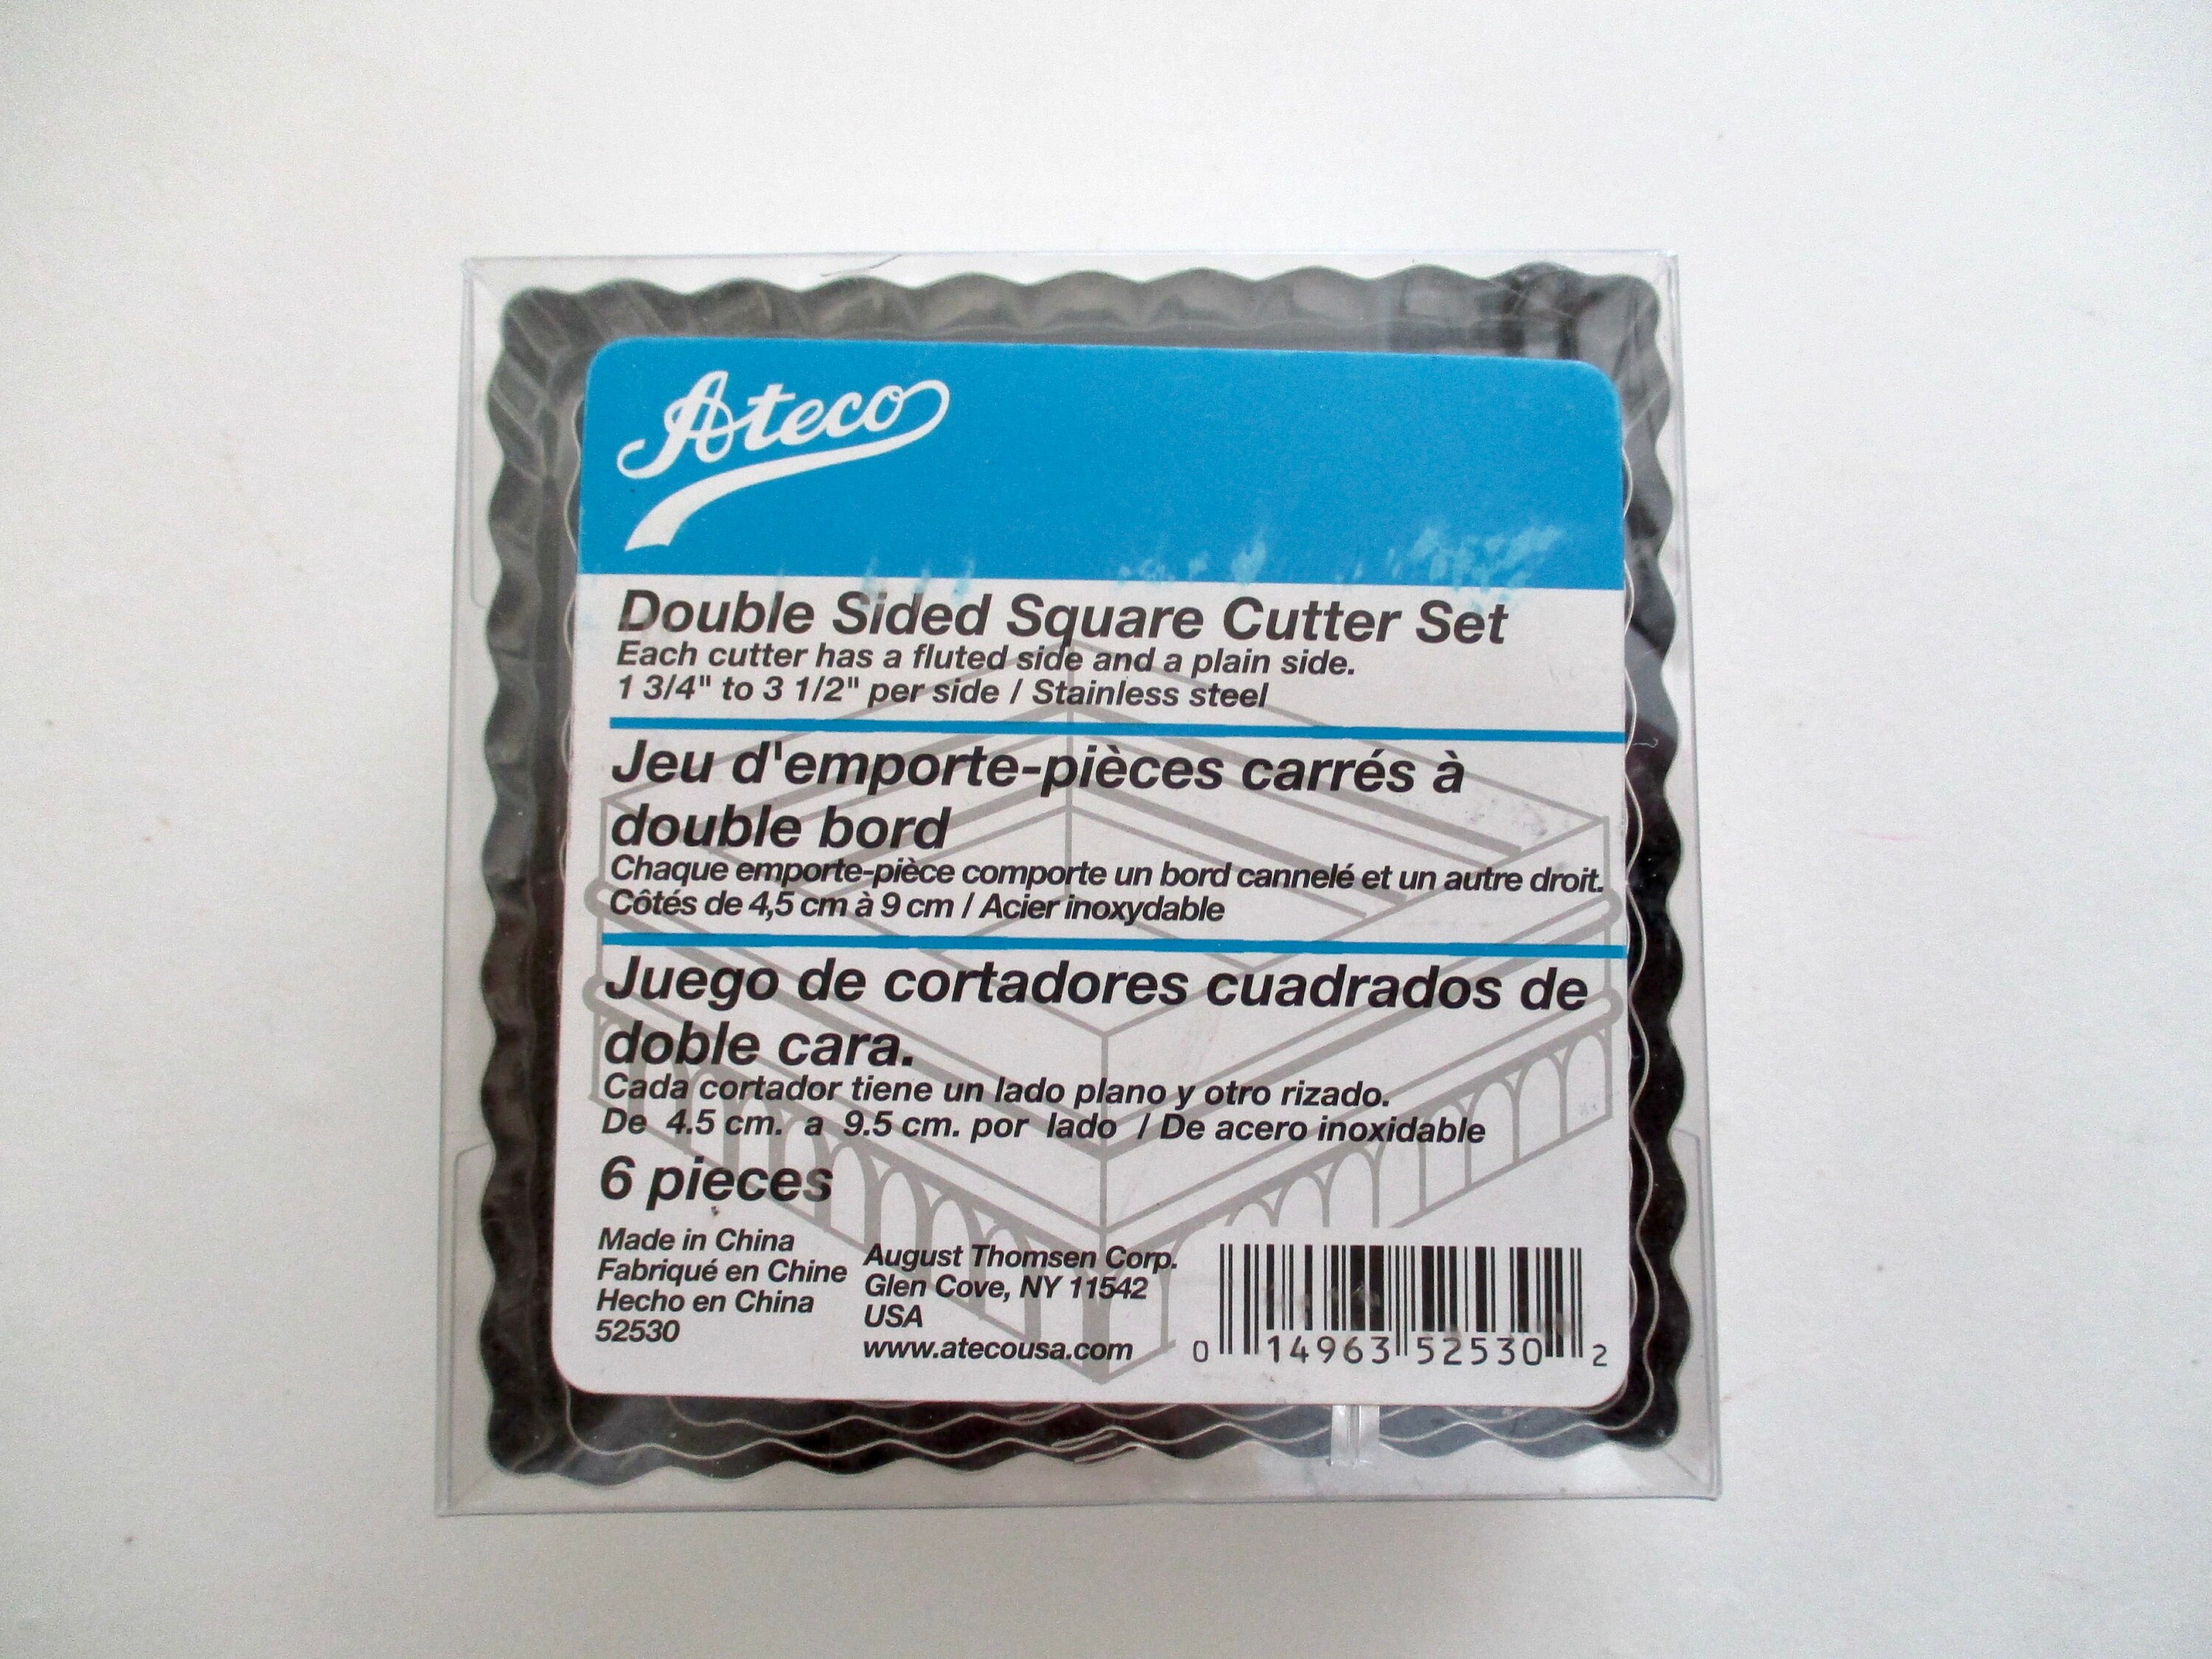 Ateco
Double Sided Square Cutter Set
Each cutter has a fluted side and a plain side.
1 3/4" to 3 1/2" per side / Stainless steel
Jeu d'emporte-pièces carrés à
double bord
Chaque emporte-pièce comporte un bord cannelé et un autre droit.
Côtés de 4,5 cm à 9 cm / Acier inoxydable
Juego de cortadores cuadrados de
doble cara.
Cada cortador tiene un lado plano y otro rizado.
De 4.5 cm. a 9.5 cm. por lado / De acero inoxidable
6 pieces
Made in China
Fabriqué en Chine
Hecho en China
52530
August Thomsen Corp.
Glen Cove, NY 11542
USA
www.atecousa.com
0 14963 52530 2